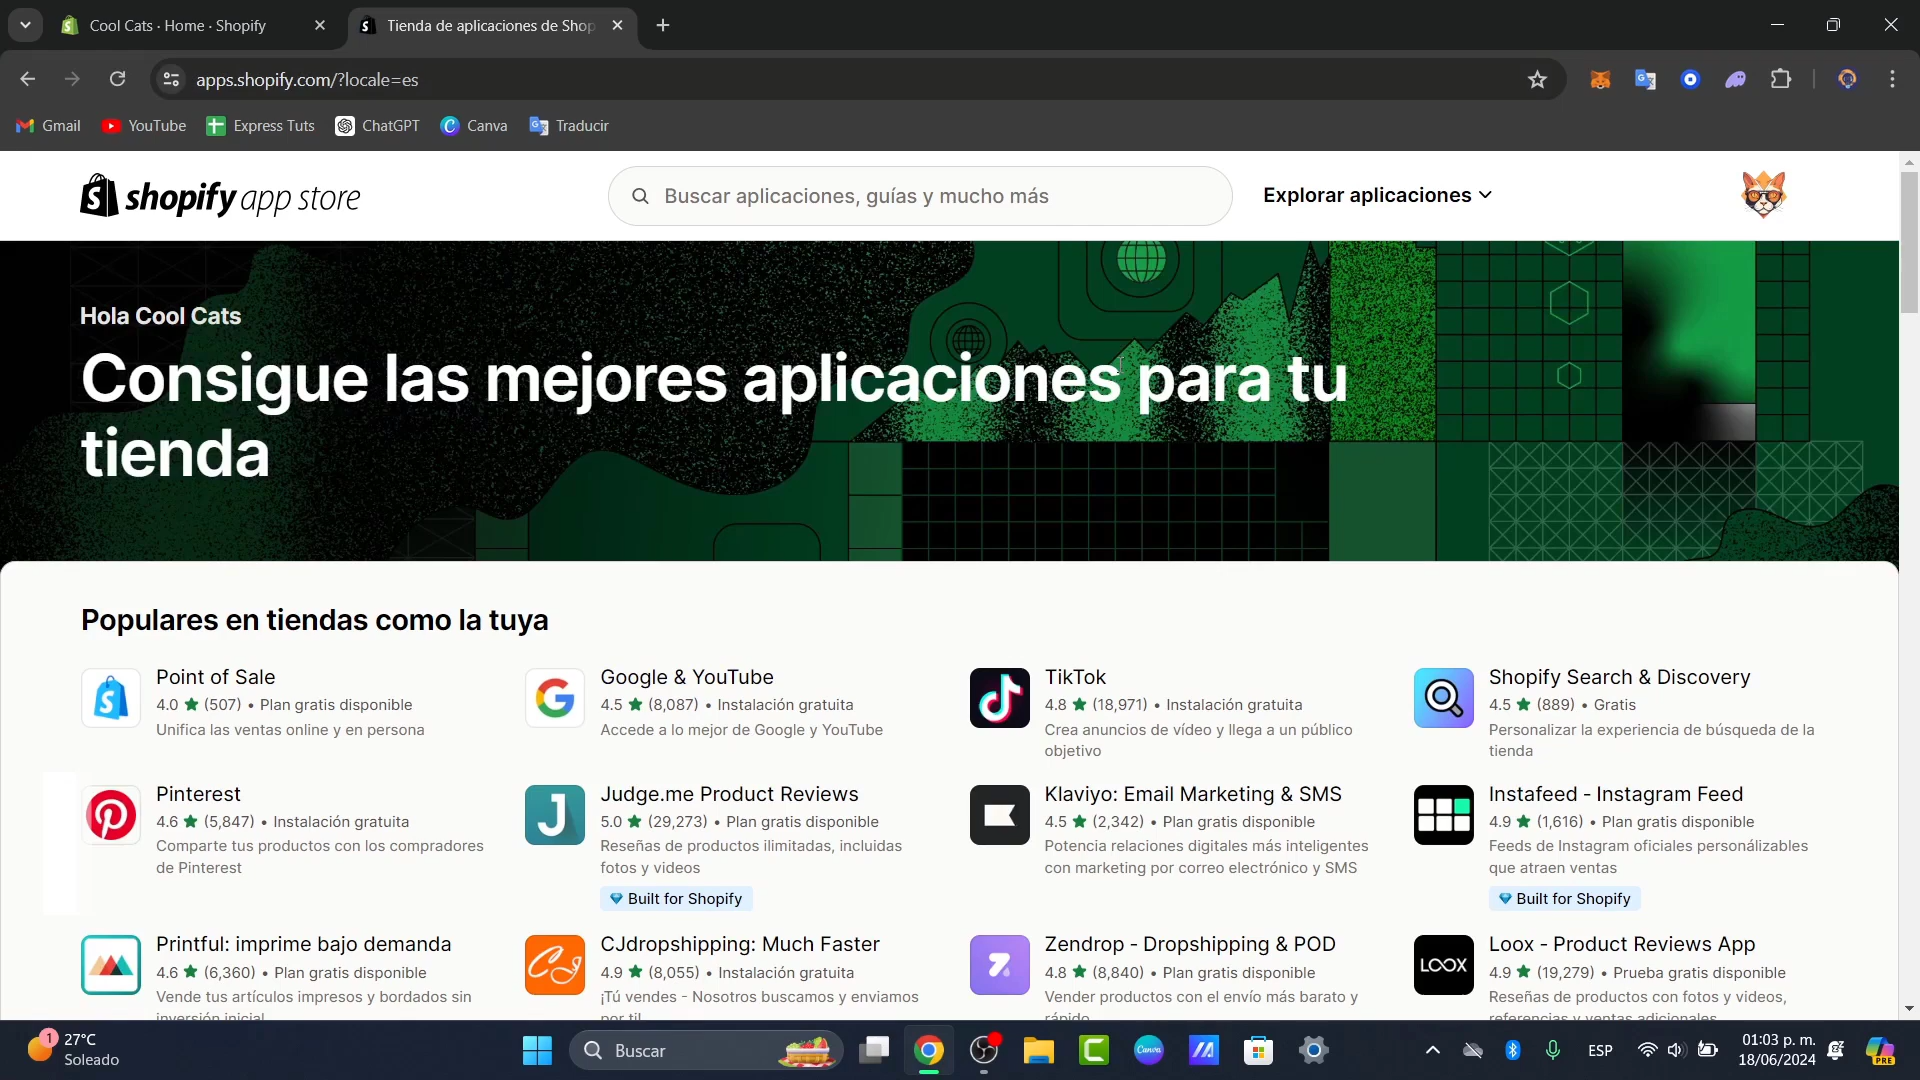 Cool Cats · Home · Shopify
Tienda de aplicaciones de Shop
apps.shopify.com/?locale=es
Gmail
YouTube
Express Tuts
ChatGPT
Canva
Traducir
shopify app store
Buscar aplicaciones, guías y mucho más
Explorar aplicaciones
Hola Cool Cats
Consigue las mejores aplicaciones para tu
tienda
Populares en tiendas como la tuya
Point of Sale
4.0 ★ (507) • Plan gratis disponible
Unifica las ventas online y en persona
Google & YouTube
4.5 ★ (8,087) • Instalación gratuita
Accede a lo mejor de Google y YouTube
TikTok
4.8 ★ (18,971) • Instalación gratuita
Crea anuncios de vídeo y llega a un público
objetivo
Shopify Search & Discovery
4.5 ★ (889) • Gratis
Personalizar la experiencia de búsqueda de la
tienda
Pinterest
4.6 ★ (5,847) • Instalación gratuita
Comparte tus productos con los compradores
de Pinterest
Judge.me Product Reviews
5.0 ★ (29,273) • Plan gratis disponible
Reseñas de productos ilimitadas, incluidas
fotos y videos
Built for Shopify
Klaviyo: Email Marketing & SMS
4.5 ★ (2,342) • Plan gratis disponible
Potencia relaciones digitales más inteligentes
con marketing por correo electrónico y SMS
Instafeed - Instagram Feed
4.9 ★ (1,616) • Plan gratis disponible
Feeds de Instagram oficiales personálizables
que atraen ventas
Built for Shopify
Printful: imprime bajo demanda
4.6 ★ (6,360) • Plan gratis disponible
Vende tus artículos impresos y bordados sin
inversión inicial
CJdropshipping: Much Faster
4.9 ★ (8,055) • Instalación gratuita
¡Tú vendes - Nosotros buscamos y enviamos
por ti!
Zendrop - Dropshipping & POD
4.8 ★ (8,840) • Plan gratis disponible
Vender productos con el envío más barato y
rápido
LOOX
Loox - Product Reviews App
4.9 ★ (19,279) • Prueba gratis disponible
Reseñas de productos con fotos y videos,
referencias y ventas adicionales
1
27°C
Soleado
Buscar
Canva
ESP
01:03 p. m.
18/06/2024
PRE